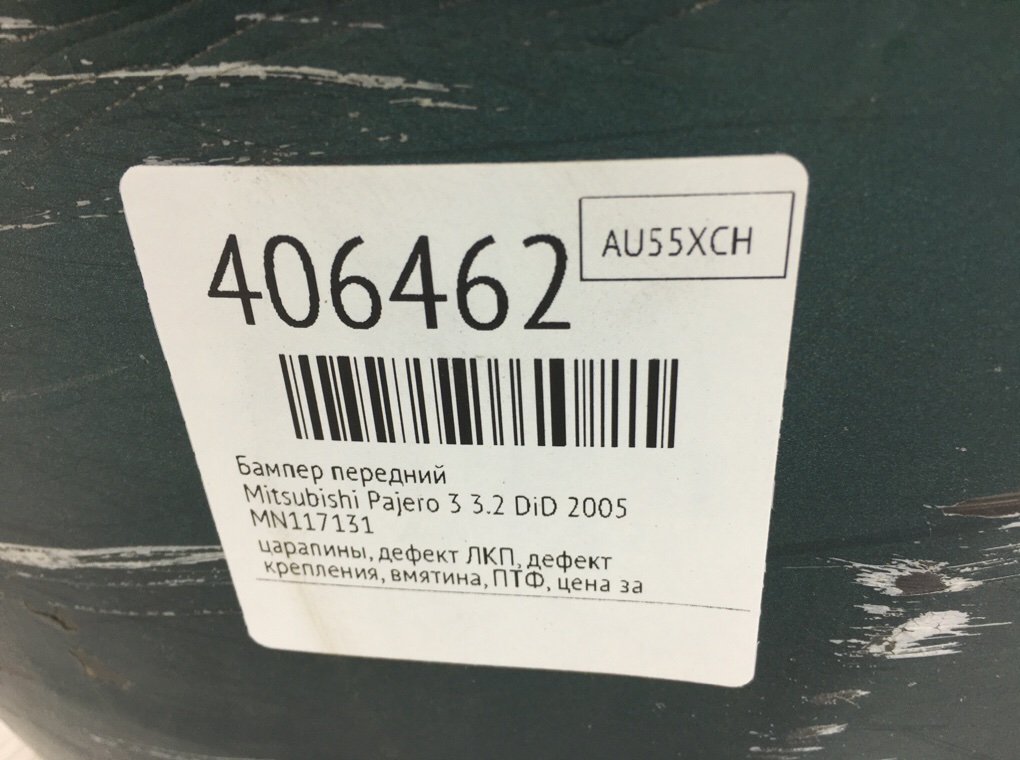 406462
AU55XCH
Бампер передний
Mitsubishi Pajero 3 3.2 DiD 2005
MN117131
царапины, дефект ЛКП, дефект
крепления, вмятина, ПТФ, цена за